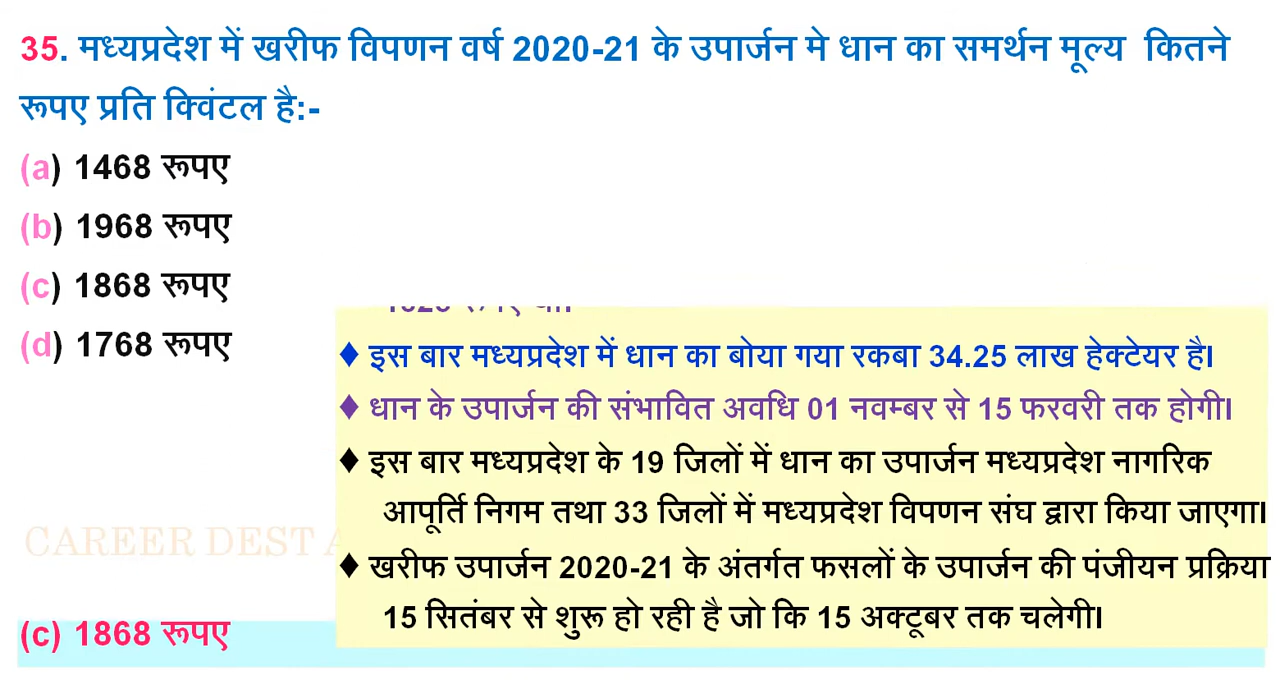 35. मध्यप्रदेश में खरीफ विपणन वर्ष 2020-21 के उपार्जन मे धान का समर्थन मूल्य कितने
रूपए प्रति क्विंटल है:-
(a) 1468 रूपए
(b) 1968 रूपए
(c) 1868 रूपए
(d) 1768 रूपए
♦ इस बार मध्यप्रदेश में धान का बोया गया रकबा 34.25 लाख हेक्टेयर है।
♦ धान के उपार्जन की संभावित अवधि 01 नवम्बर से 15 फरवरी तक होगी।
♦ इस बार मध्यप्रदेश के 19 जिलों में धान का उपार्जन मध्यप्रदेश नागरिक
आपूर्ति निगम तथा 33 जिलों में मध्यप्रदेश विपणन संघ द्वारा किया जाएगा।
♦ खरीफ उपार्जन 2020-21 के अंतर्गत फसलों के उपार्जन की पंजीयन प्रक्रिया
15 सितंबर से शुरू हो रही है जो कि 15 अक्टूबर तक चलेगी।
CAREER DEST
(c) 1868 रूपए